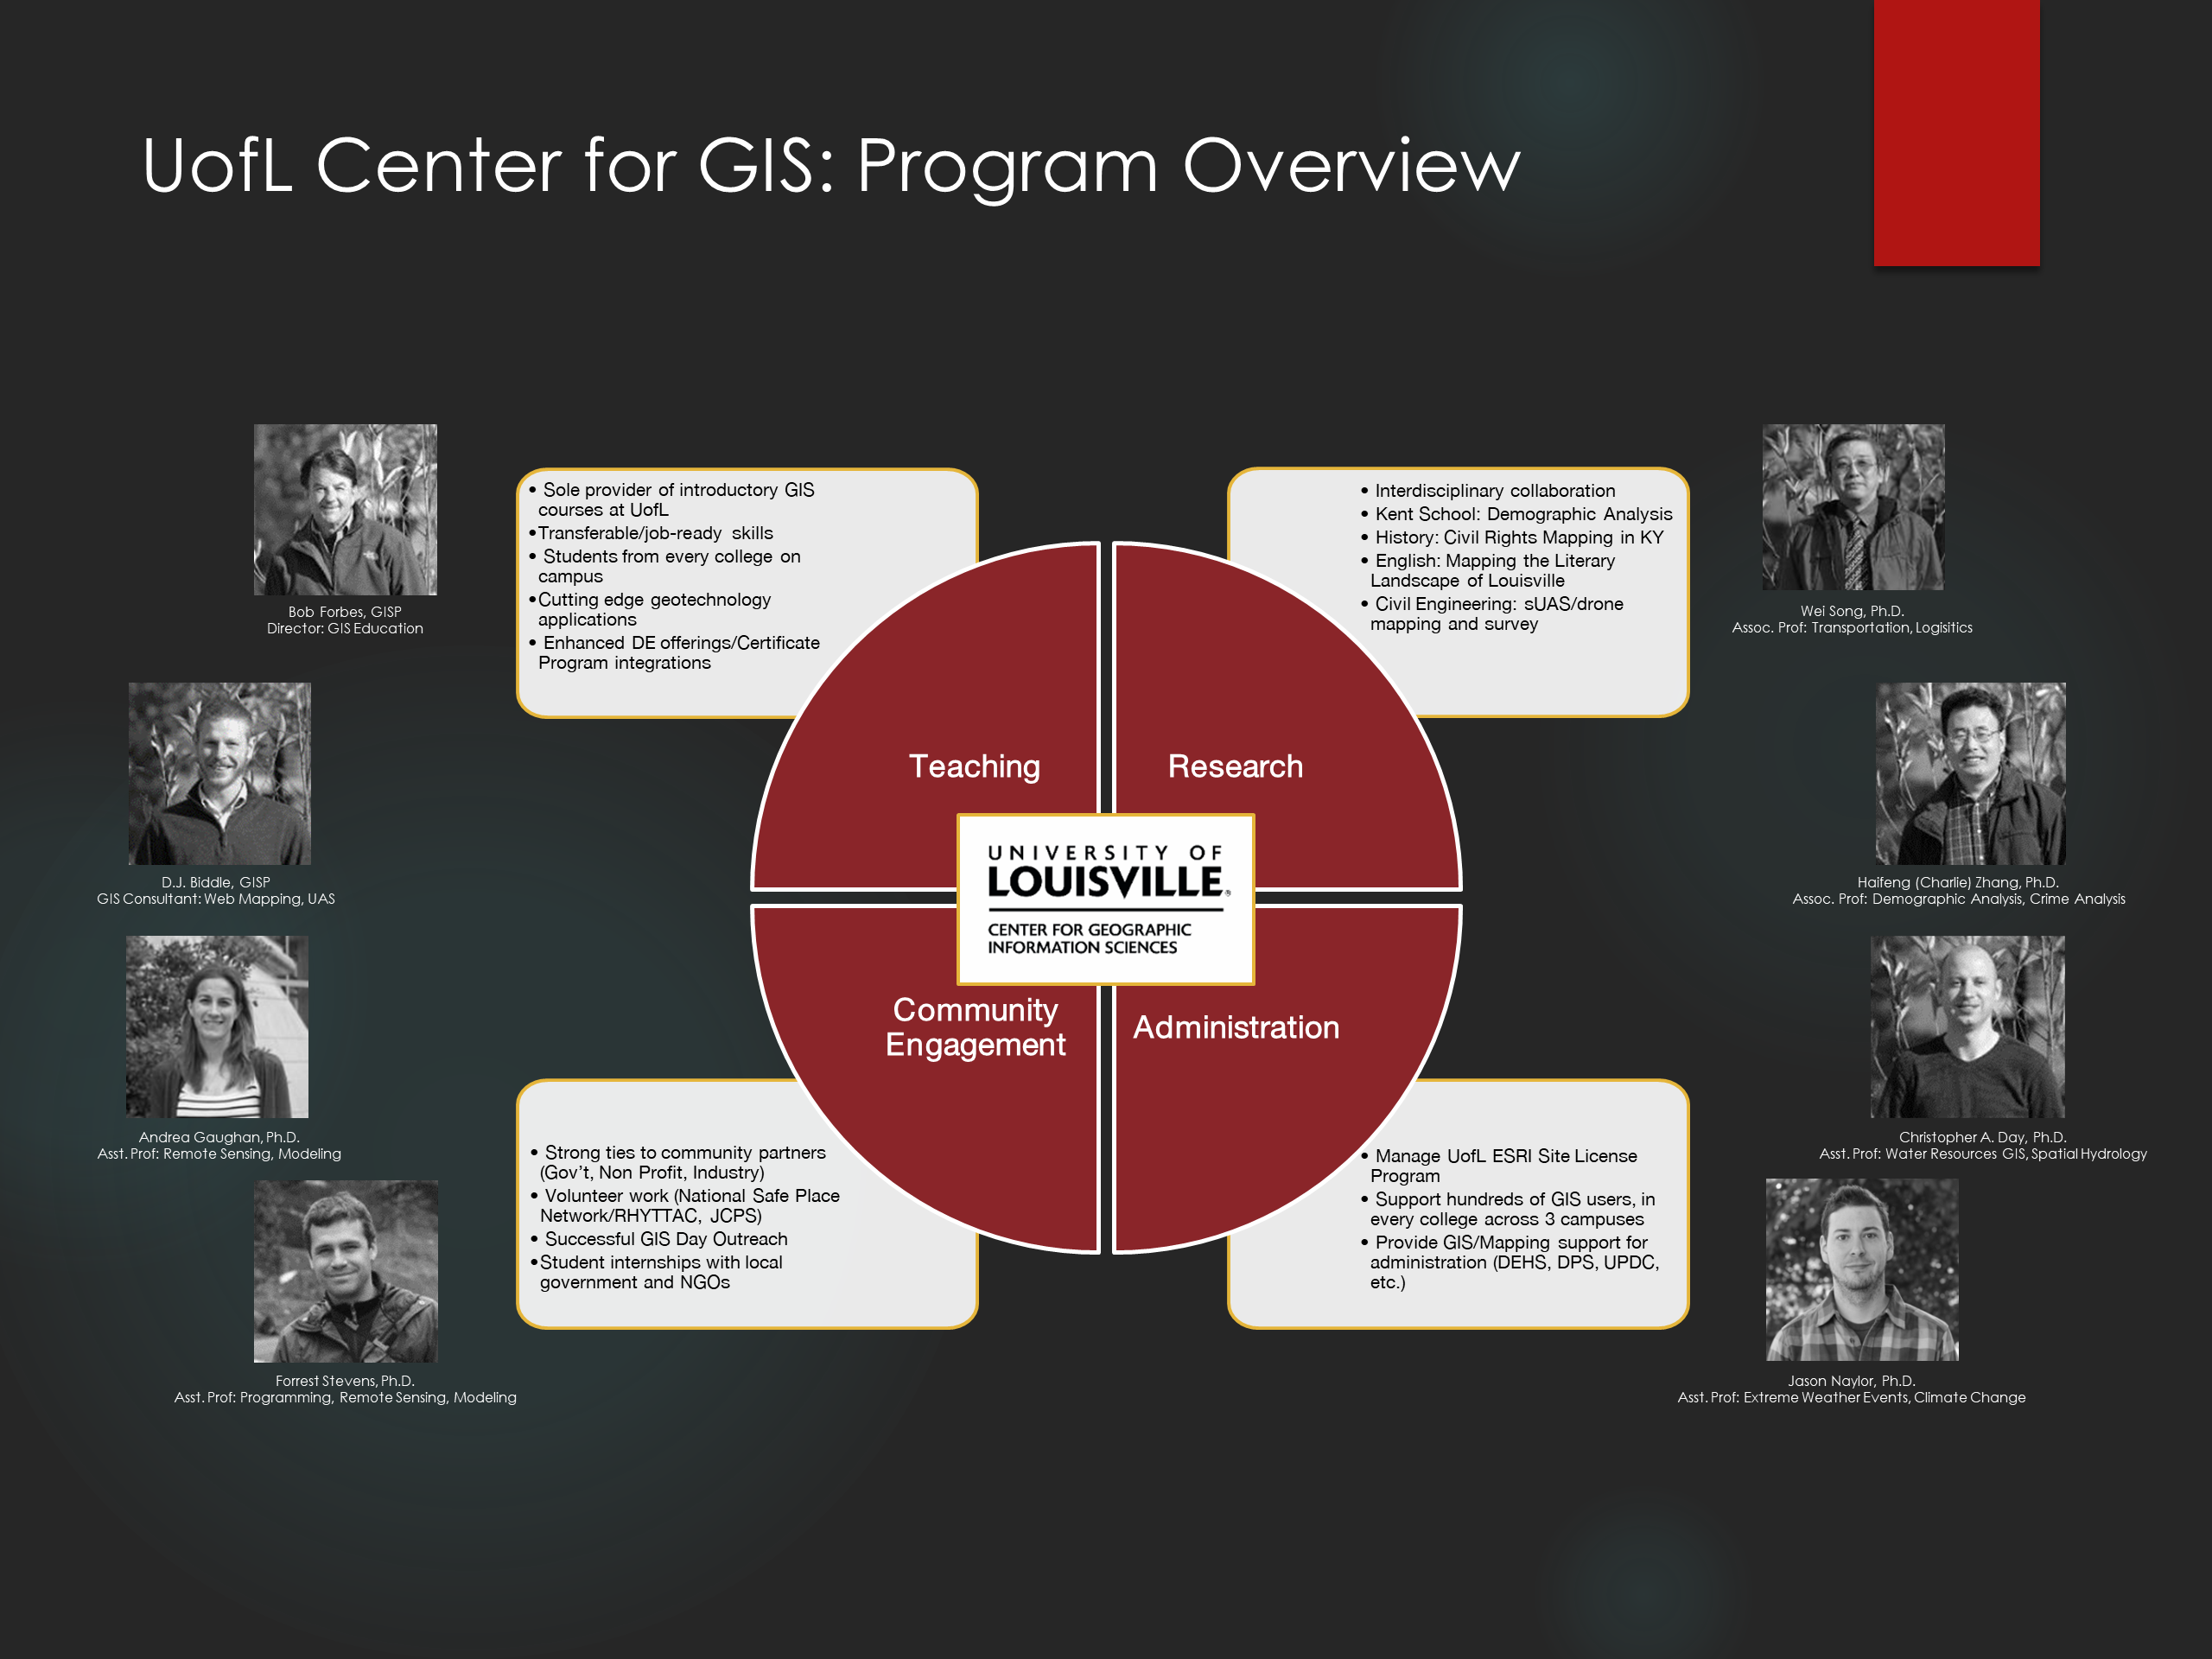 UofL Center for GIS: Program Overview
Bob Forbes, GISP
Director: GIS Education
D.J. Biddle, GISP
GIS Consultant: Web Mapping, UAS
Andrea Gaughan, Ph.D.
Asst. Prof: Remote Sensing, Modeling
Forrest Stevens, Ph.D.
Asst. Prof: Programming, Remote Sensing, Modeling
• Sole provider of introductory GIS
courses at UofL
•Transferable/job-ready skills
• Students from every college on
campus
•Cutting edge geotechnology
applications
• Enhanced DE offerings/Certificate
Program integrations
• Interdisciplinary collaboration
• Kent School: Demographic Analysis
• History: Civil Rights Mapping in KY
• English: Mapping the Literary
Landscape of Louisville
• Civil Engineering: sUAS/drone
mapping and survey
Teaching
Research
UNIVERSITY OF
LOUISVILLE®
CENTER FOR GEOGRAPHIC
INFORMATION SCIENCES
Community
Engagement
Administration
• Strong ties to community partners
(Gov't, Non Profit, Industry)
• Volunteer work (National Safe Place
Network/RHYTTAC, JCPS)
• Successful GIS Day Outreach
•Student internships with local
government and NGOs
• Manage UofL ESRI Site License
Program
• Support hundreds of GIS users, in
every college across 3 campuses
• Provide GIS/Mapping support for
administration (DEHS, DPS, UPDC,
etc.)
Wei Song, Ph.D.
Assoc. Prof: Transportation, Logisitics
Haifeng (Charlie) Zhang, Ph.D.
Assoc. Prof: Demographic Analysis, Crime Analysis
Christopher A. Day, Ph.D.
Asst. Prof: Water Resources GIS, Spatial Hydrology
Jason Naylor, Ph.D.
Asst. Prof: Extreme Weather Events, Climate Change